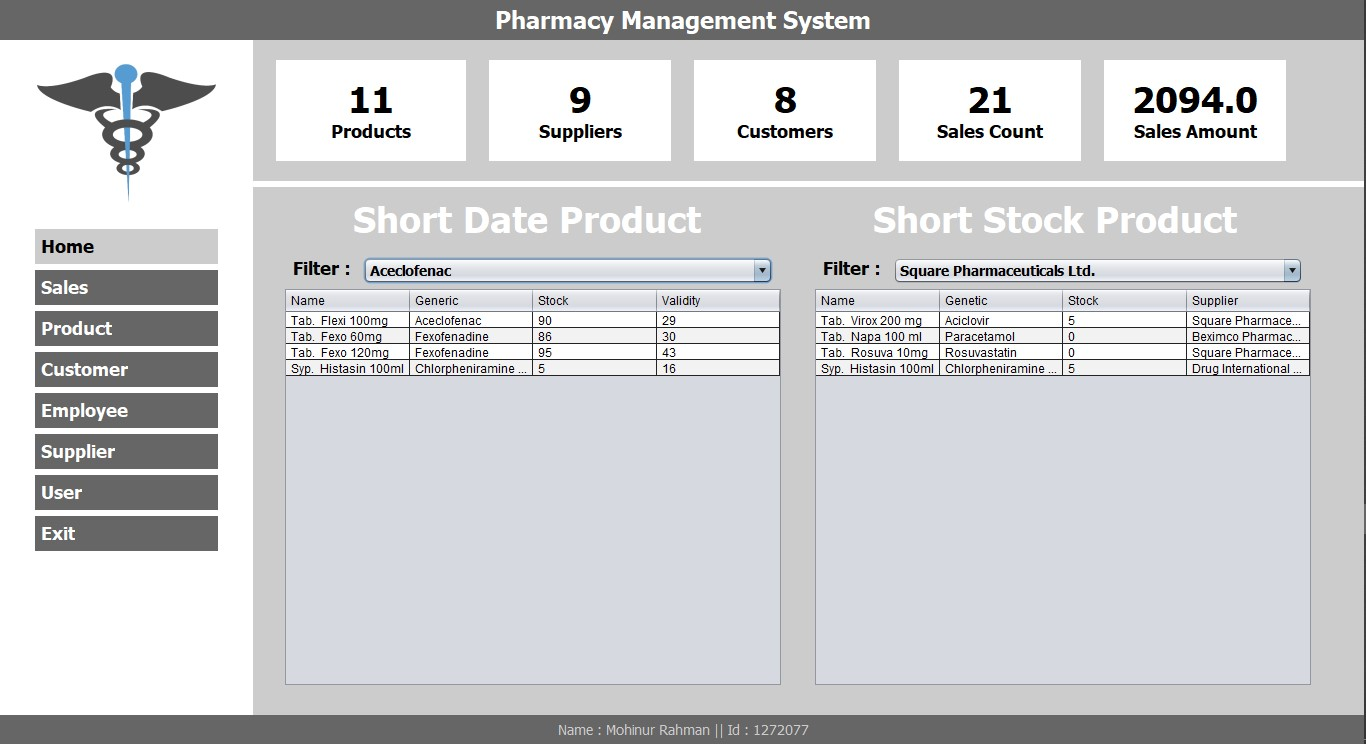 Pharmacy Management System
11
Products
9
Suppliers
8
Customers
21
Sales Count
2094.0
Sales Amount
Home
Sales
Product
Customer
Employee
Supplier
User
Exit
Short Date Product
Filter : Aceclofenac
Name Generic Stock Validity
Tab. Flexi 100mg Aceclofenac 90 29
Tab. Fexo 60mg Fexofenadine 86 30
Tab. Fexo 120mg Fexofenadine 95 43
Syp. Histasin 100ml Chlorpheniramine ... 5 16
Short Stock Product
Filter : Square Pharmaceuticals Ltd.
Name Genetic Stock Supplier
Tab. Virox 200 mg Aciclovir 5 Square Pharmace...
Tab. Napa 100 ml Paracetamol 0 Beximco Pharmac...
Tab. Rosuva 10mg Rosuvastatin 0 Square Pharmace...
Syp. Histasin 100ml Chlorpheniramine ... 5 Drug International ...
Name : Mohinur Rahman || Id : 1272077